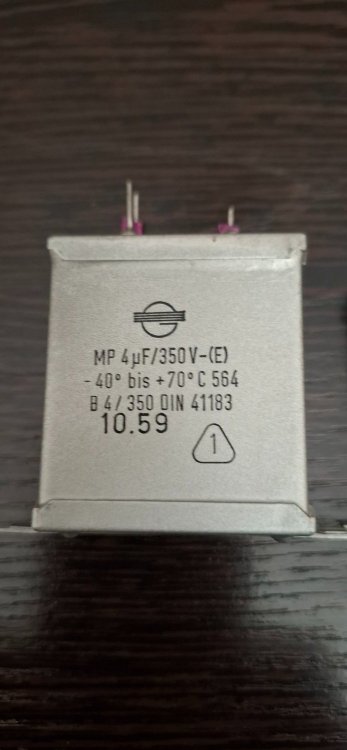 MP 4µF/350V-(E)
- 40° bis +70°C 564
B 4/350 DIN 41183
10.59
1